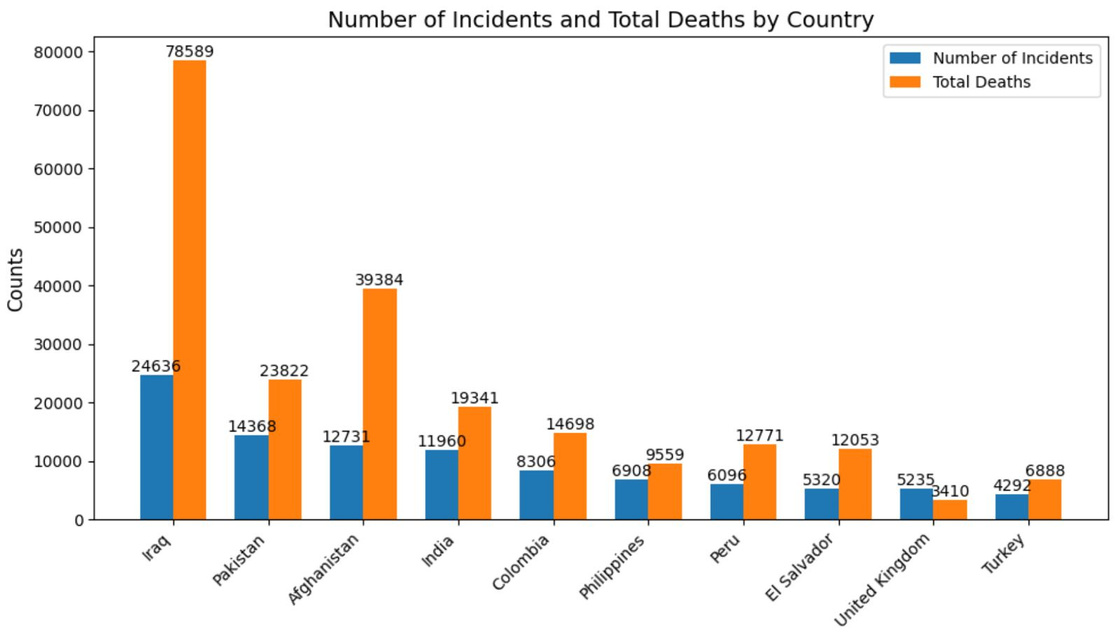 Number of Incidents and Total Deaths by Country
Number of Incidents
Total Deaths
Counts
80000
70000
60000
50000
40000
30000
20000
10000
0
24636
78589
14368
23822
12731
39384
11960
19341
8306
14698
6908
9559
6096
12771
5320
12053
5235
3410
4292
6888
Iraq
Pakistan
Afghanistan
India
Colombia
Philippines
Peru
El Salvador
United Kingdom
Turkey